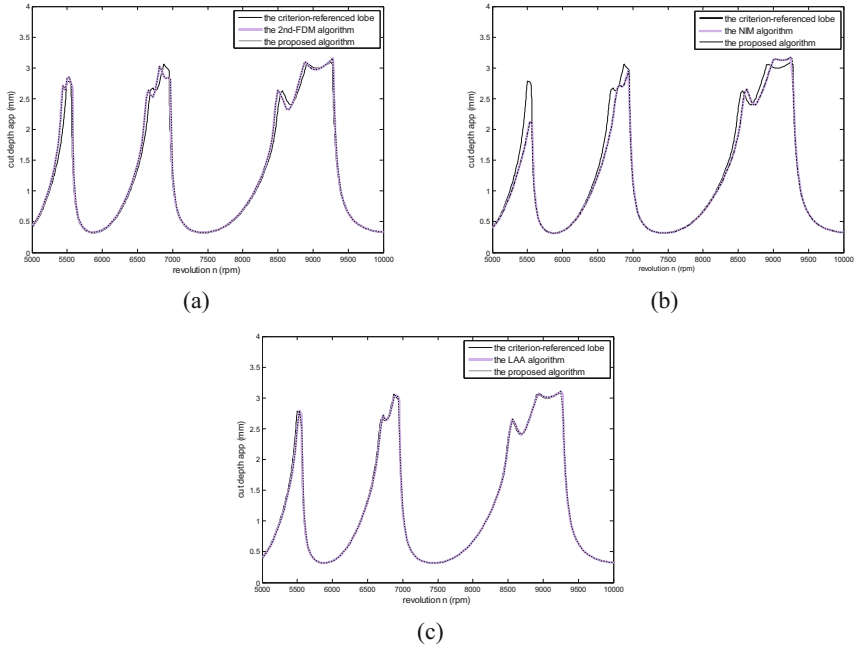 4
3.5
3
2.5
2
1.5
1
0.5
0
cut depth app (mm)
the criterion-referenced lobe
the 2nd-FDM algorithm
the proposed algorithm
5000 5500 6000 6500 7000 7500 8000 8500 9000 9500 10000
revolution n (rpm)
(a)
4
3.5
3
2.5
2
1.5
1
0.5
0
cut depth app (mm)
the criterion-referenced lobe
the NIM algorithm
the proposed algorithm
5000 5500 6000 6500 7000 7500 8000 8500 9000 9500 10000
revolution n (rpm)
(b)
4
3.5
3
2.5
2
1.5
1
0.5
0
cut depth app (mm)
the criterion-referenced lobe
the LAA algorithm
the proposed algorithm
5000 5500 6000 6500 7000 7500 8000 8500 9000 9500 10000
revolution n (rpm)
(c)